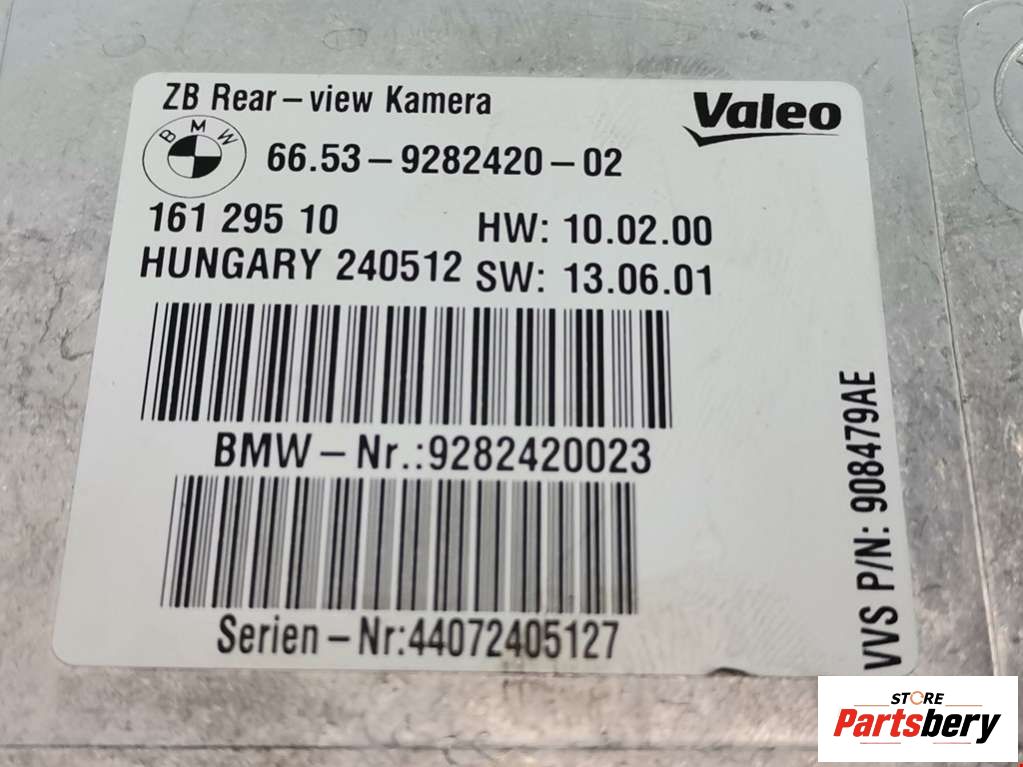 ZB Rear-view Kamera
Valeo
BMW
66.53-9282420-02
161 295 10
HW: 10.02.00
HUNGARY 240512
SW: 13.06.01
BMW-Nr.:9282420023
Serien-Nr:44072405127
VVS P/N: 908479AE
STORE
Partsbery